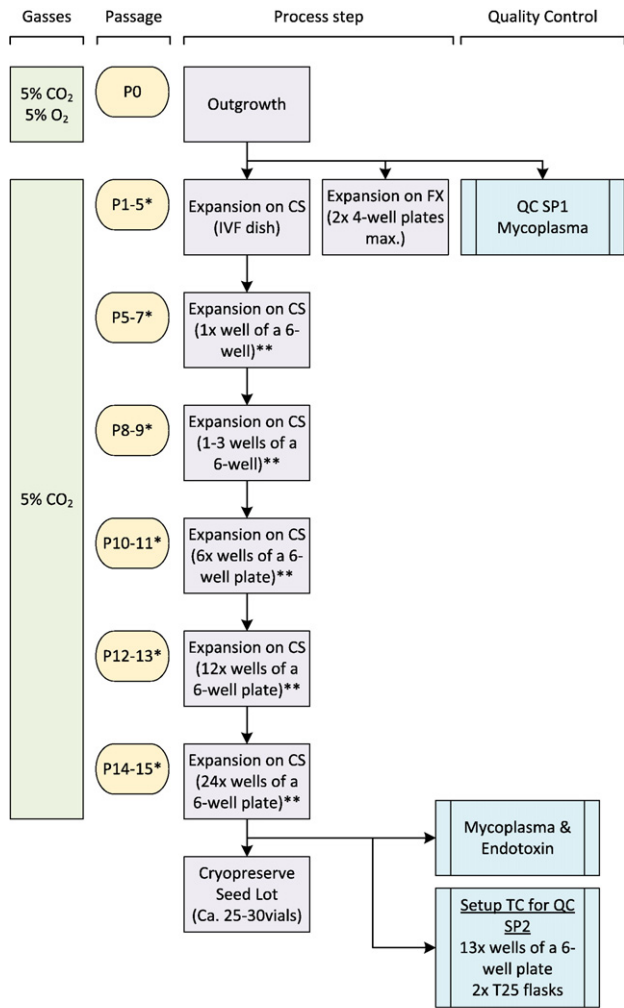 Gasses
Passage
Process step
Quality Control
5% CO₂
5% O₂
P0
Outgrowth
P1-5*
Expansion on CS
(IVF dish)
Expansion on FX
(2x 4-well plates
max.)
QC SP1
Mycoplasma
P5-7*
Expansion on CS
(1x well of a 6-
well)**
P8-9*
Expansion on CS
(1-3 wells of a
6-well)**
5% CO₂
P10-11*
Expansion on CS
(6x wells of a 6-
well plate)**
P12-13*
Expansion on CS
(12x wells of a
6-well plate)**
P14-15*
Expansion on CS
(24x wells of a
6-well plate)**
Mycoplasma &
Endotoxin
Cryopreserve
Seed Lot
(Ca. 25-30vials)
Setup TC for QC
SP2
13x wells of a 6-
well plate
2x T25 flasks